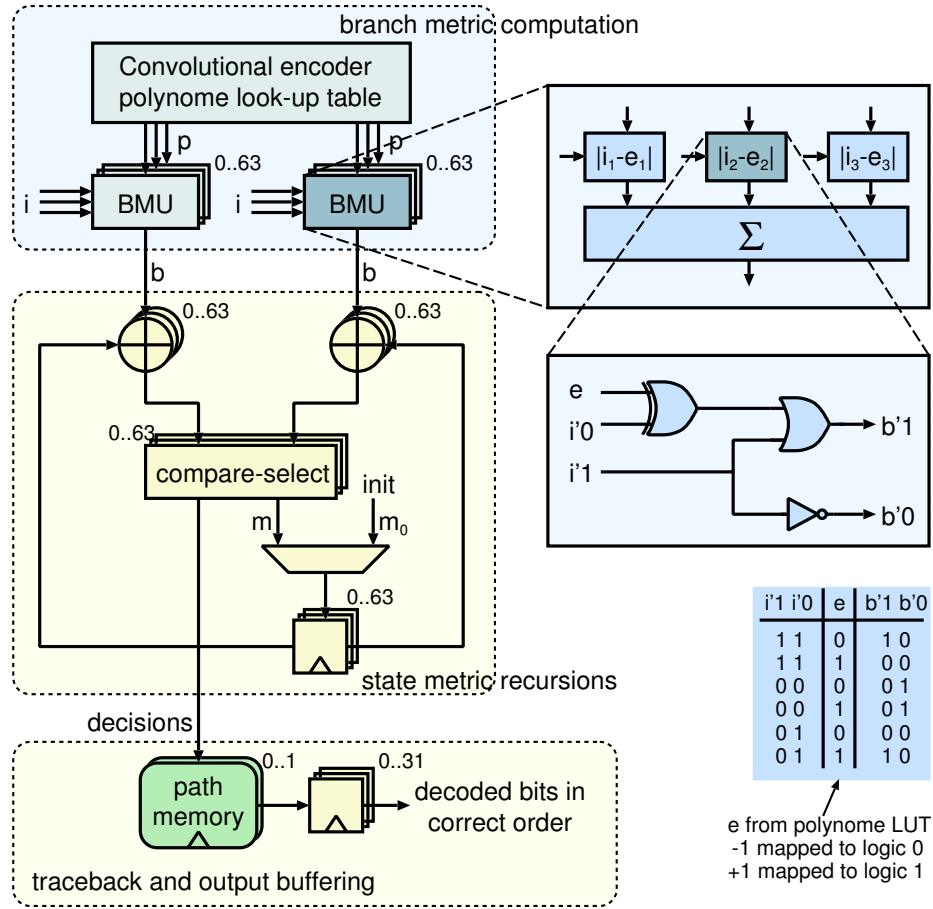 branch metric computation
Convolutional encoder
polynome look-up table
p
p
0..63
0..63
i
BMU
i
BMU
b
b
|i₁-e₁|
|i₂-e₂|
|i₃-e₃|
Σ
0..63
0..63
0..63
compare-select
init
m
m₀
0..63
state metric recursions
e
i'0
i'1
b'1
b'0
decisions
0..1
0..31
path
memory
decoded bits in
correct order
traceback and output buffering
i'1 i'0 e b'1 b'0
1 1 0 1 0
1 1 1 0 0
0 0 0 0 1
0 0 1 0 1
0 1 0 0 0
0 1 1 1 0
e from polynome LUT
-1 mapped to logic 0
+1 mapped to logic 1